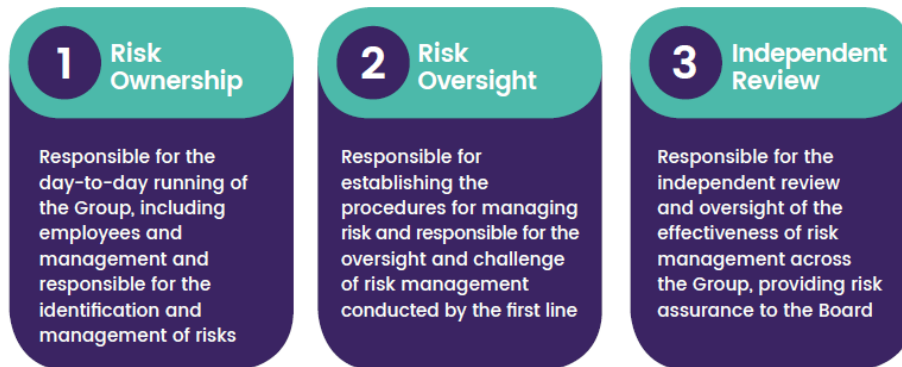 1
Risk
Ownership
Responsible for the
day-to-day running of
the Group, including
employees and
management and
responsible for the
identification and
management of risks
2
Risk
Oversight
Responsible for
establishing the
procedures for managing
risk and responsible for the
oversight and challenge
of risk management
conducted by the first line
3
Independent
Review
Responsible for the
independent review
and oversight of the
effectiveness of risk
management across
the Group, providing risk
assurance to the Board